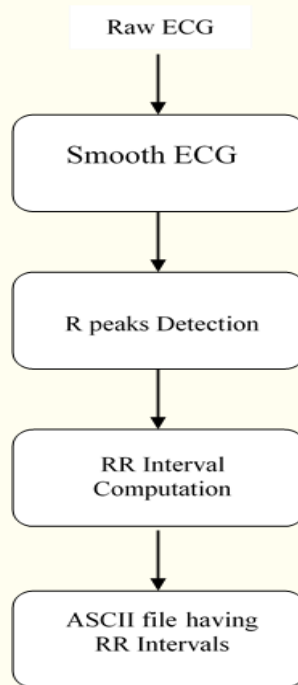 Raw ECG
Smooth ECG
R peaks Detection
RR Interval
Computation
ASCII file having
RR Intervals